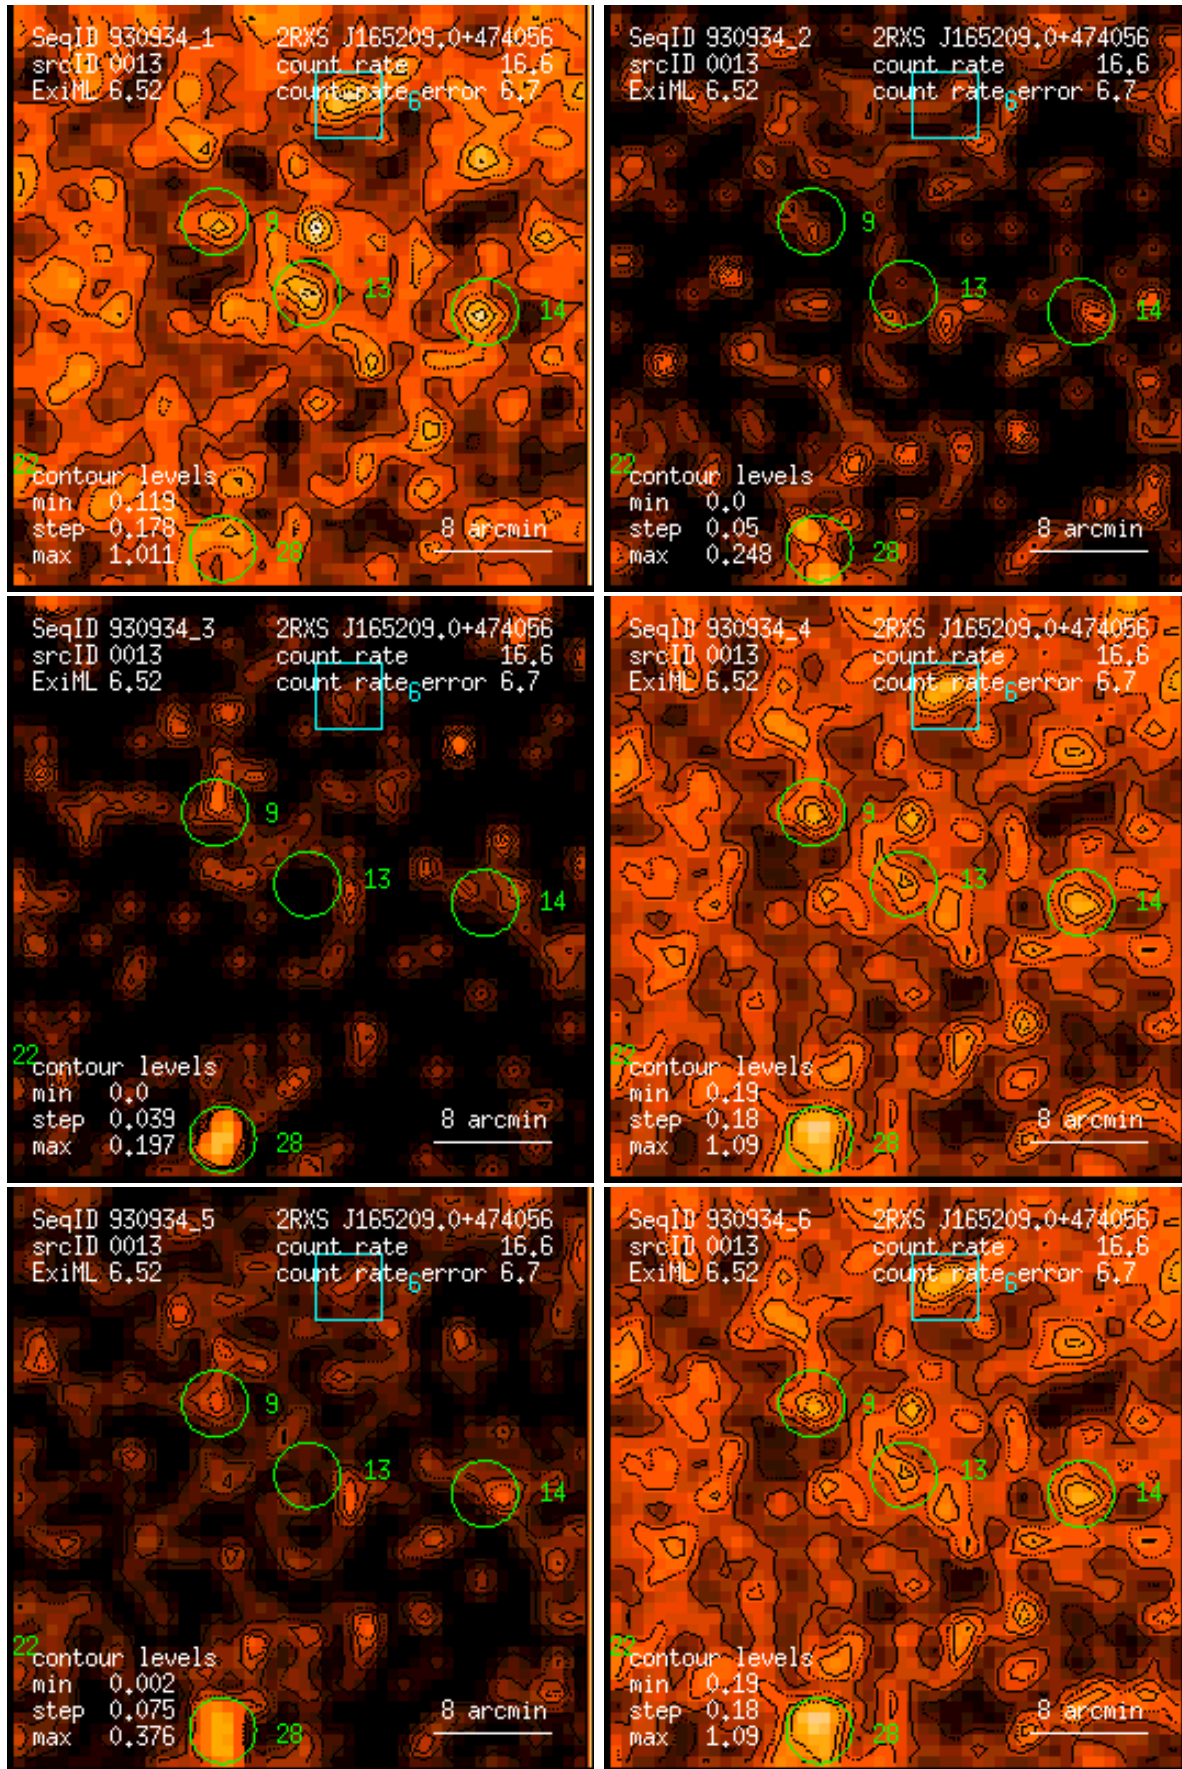 SeqID 930934_1 2RXS J165209.0+474056
srcID 0013 count rate 16.6
ExiML 6.52 count rate error 6.7
6
9
13
14
22
contour levels
min 0.119
step 0.178
max 1.011
8 arcmin
28
SeqID 930934_2 2RXS J165209.0+474056
srcID 0013 count rate 16.6
ExiML 6.52 count rate error 6.7
6
9
13
14
22
contour levels
min 0.0
step 0.05
max 0.248
8 arcmin
28
SeqID 930934_3 2RXS J165209.0+474056
srcID 0013 count rate 16.6
ExiML 6.52 count rate error 6.7
6
9
13
14
22
contour levels
min 0.0
step 0.039
max 0.197
8 arcmin
28
SeqID 930934_4 2RXS J165209.0+474056
srcID 0013 count rate 16.6
ExiML 6.52 count rate error 6.7
6
9
13
14
22
contour levels
min 0.19
step 0.18
max 1.09
8 arcmin
28
SeqID 930934_5 2RXS J165209.0+474056
srcID 0013 count rate 16.6
ExiML 6.52 count rate error 6.7
6
9
13
14
22
contour levels
min 0.002
step 0.075
max 0.376
8 arcmin
28
SeqID 930934_6 2RXS J165209.0+474056
srcID 0013 count rate 16.6
ExiML 6.52 count rate error 6.7
6
9
13
14
22
contour levels
min 0.19
step 0.18
max 1.09
8 arcmin
28